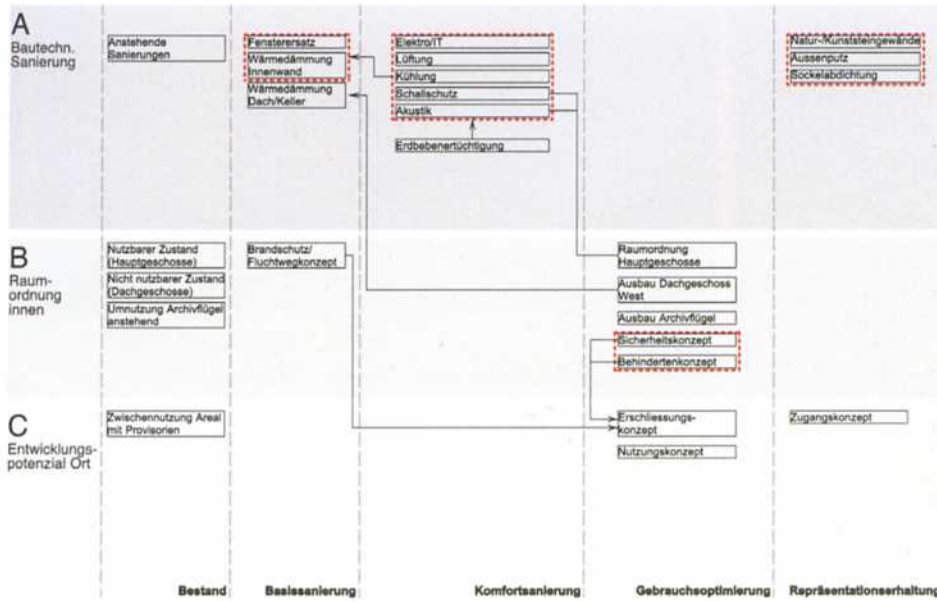 A
Bautechn.
Sanierung
Anstehende
Sanierungen
Fensterersatz
Wärmedämmung
Innenwand
Wärmedämmung
Dach/Keller
Elektro/IT
Lüftung
Kühlung
Schallschutz
Akustik
Erdbebenertüchtigung
Natur-/Kunststeingewände
Aussenputz
Sockelabdichtung
B
Raum-
ordnung
innen
Nutzbarer Zustand
(Hauptgeschosse)
Nicht nutzbarer Zustand
(Dachgeschosse)
Umnutzung Archivflügel
anstehend
Brandschutz/
Fluchtwegkonzept
Raumordnung
Hauptgeschosse
Ausbau Dachgeschoss
West
Ausbau Archivflügel
Sicherheitskonzept
Behindertenkonzept
C
Entwicklungs-
potenzial Ort
Zwischennutzung Areal
mit Provisorien
Erschliessungs-
konzept
Nutzungskonzept
Zugangskonzept
Bestand
Basissanierung
Komfortsanierung
Gebrauchsoptimierung
Repräsentationserhaltung